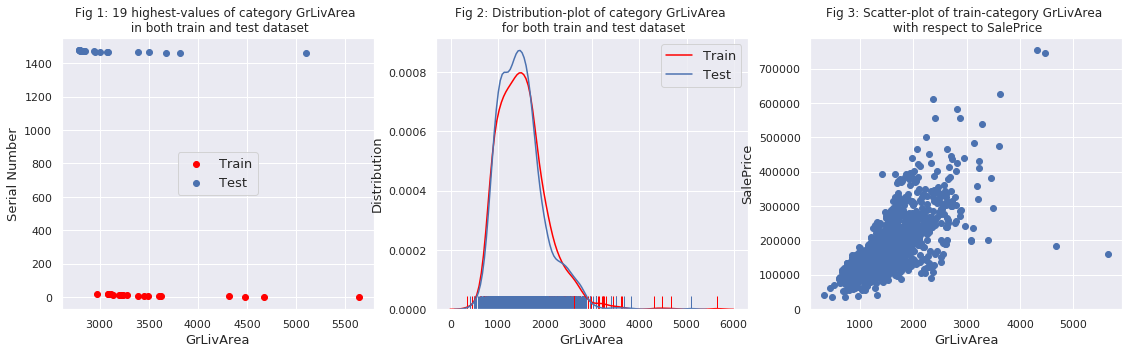 Fig 1: 19 highest-values of category GrLivArea
in both train and test dataset
1400
1200
1000
800
600
400
200
0
Serial Number
Train
Test
3000 3500 4000 4500 5000 5500
GrLivArea
Fig 2: Distribution-plot of category GrLivArea
for both train and test dataset
0.0008
0.0006
0.0004
0.0002
0.0000
Distribution
Train
Test
0 1000 2000 3000 4000 5000 6000
GrLivArea
Fig 3: Scatter-plot of train-category GrLivArea
with respect to SalePrice
700000
600000
500000
400000
300000
200000
100000
0
SalePrice
1000 2000 3000 4000 5000
GrLivArea